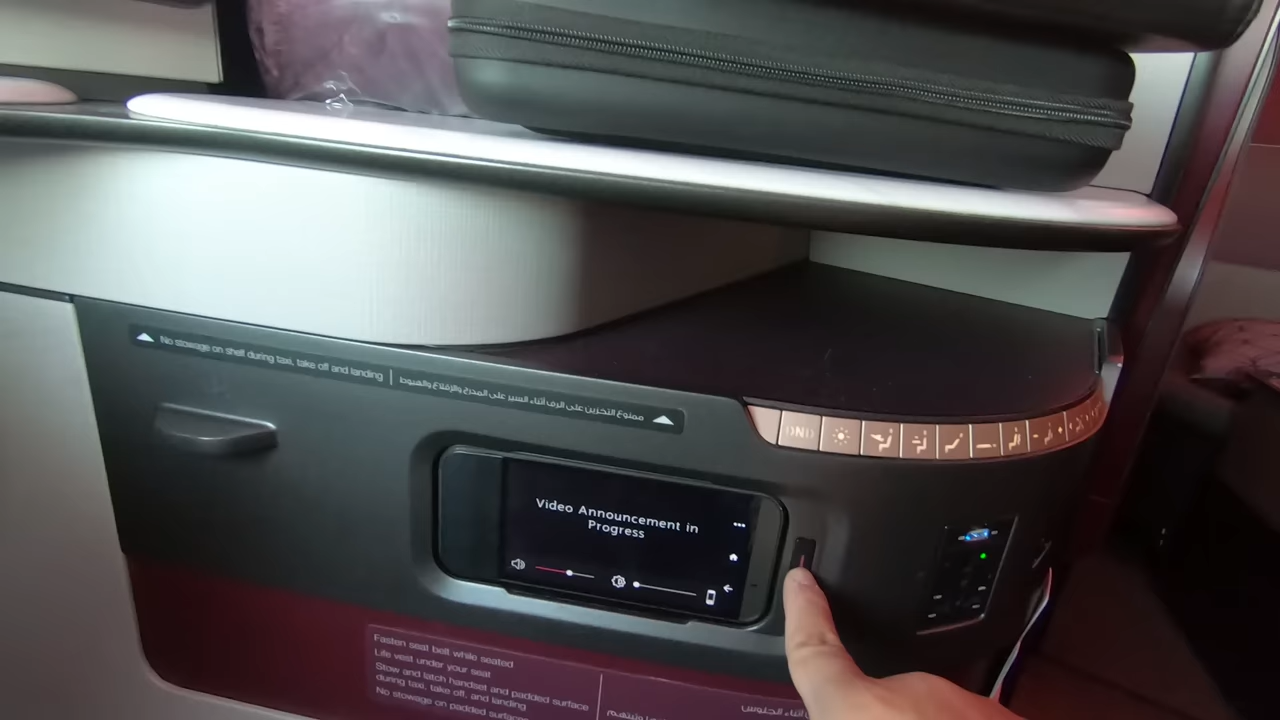 No stowage on shelf during taxi, take off and landing
ممنوع التخزين على الرف أثناء السير على المدرج والإقلاع والهبوط
DND
Video Announcement in
Progress
Fasten seat belt while seated
Life vest under your seat
Stow and latch handset and padded surface
during taxi, take off, and landing
No stowage on padded surfaces
أثناء الجلوس